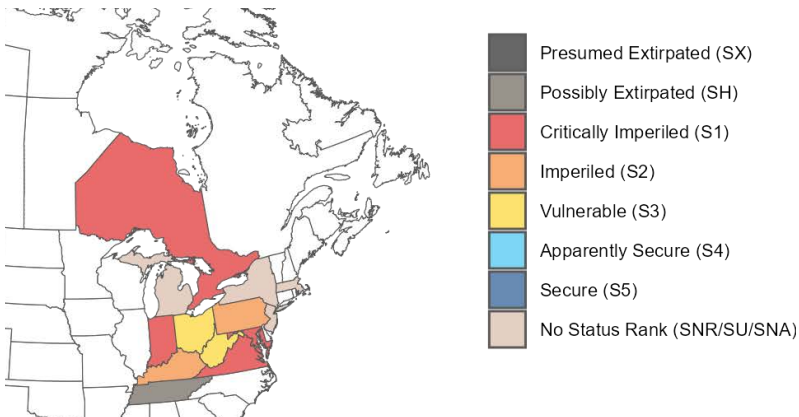 Presumed Extirpated (SX)
Possibly Extirpated (SH)
Critically Imperiled (S1)
Imperiled (S2)
Vulnerable (S3)
Apparently Secure (S4)
Secure (S5)
No Status Rank (SNR/SU/SNA)